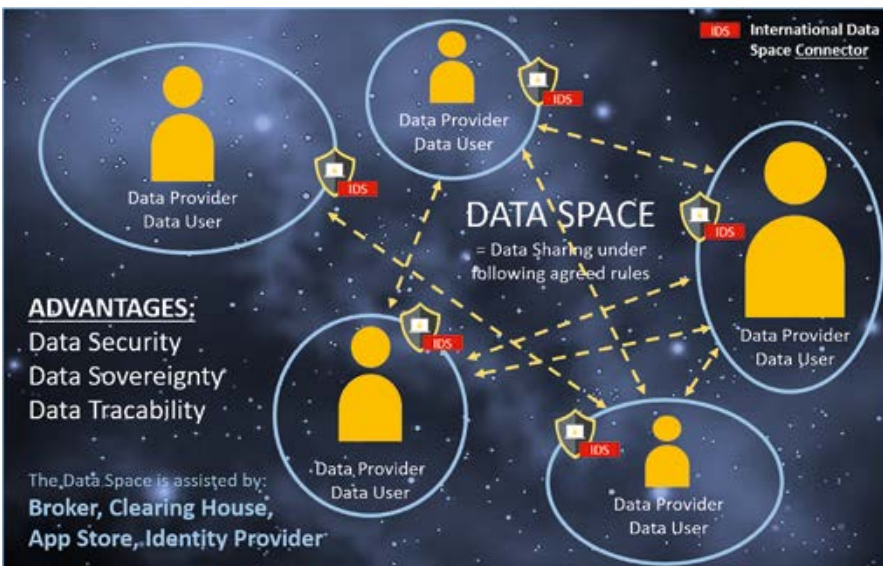 IDS International Data
Space Connector
Data Provider
Data User
IDS
Data Provider
Data User
IDS
DATA SPACE
= Data Sharing under
following agreed rules
IDS
Data Provider
Data User
ADVANTAGES:
Data Security
Data Sovereignty
Data Tracability
IDS
Data Provider
Data User
IDS
Data Provider
Data User
The Data Space is assisted by:
Broker, Clearing House,
App Store, Identity Provider